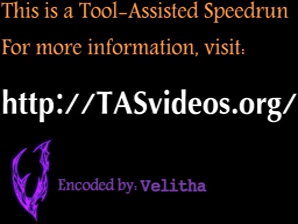 This is a Tool-Assisted Speedrun
For more information, visit:
http://TASvideos.org/
Encoded by: Velitha